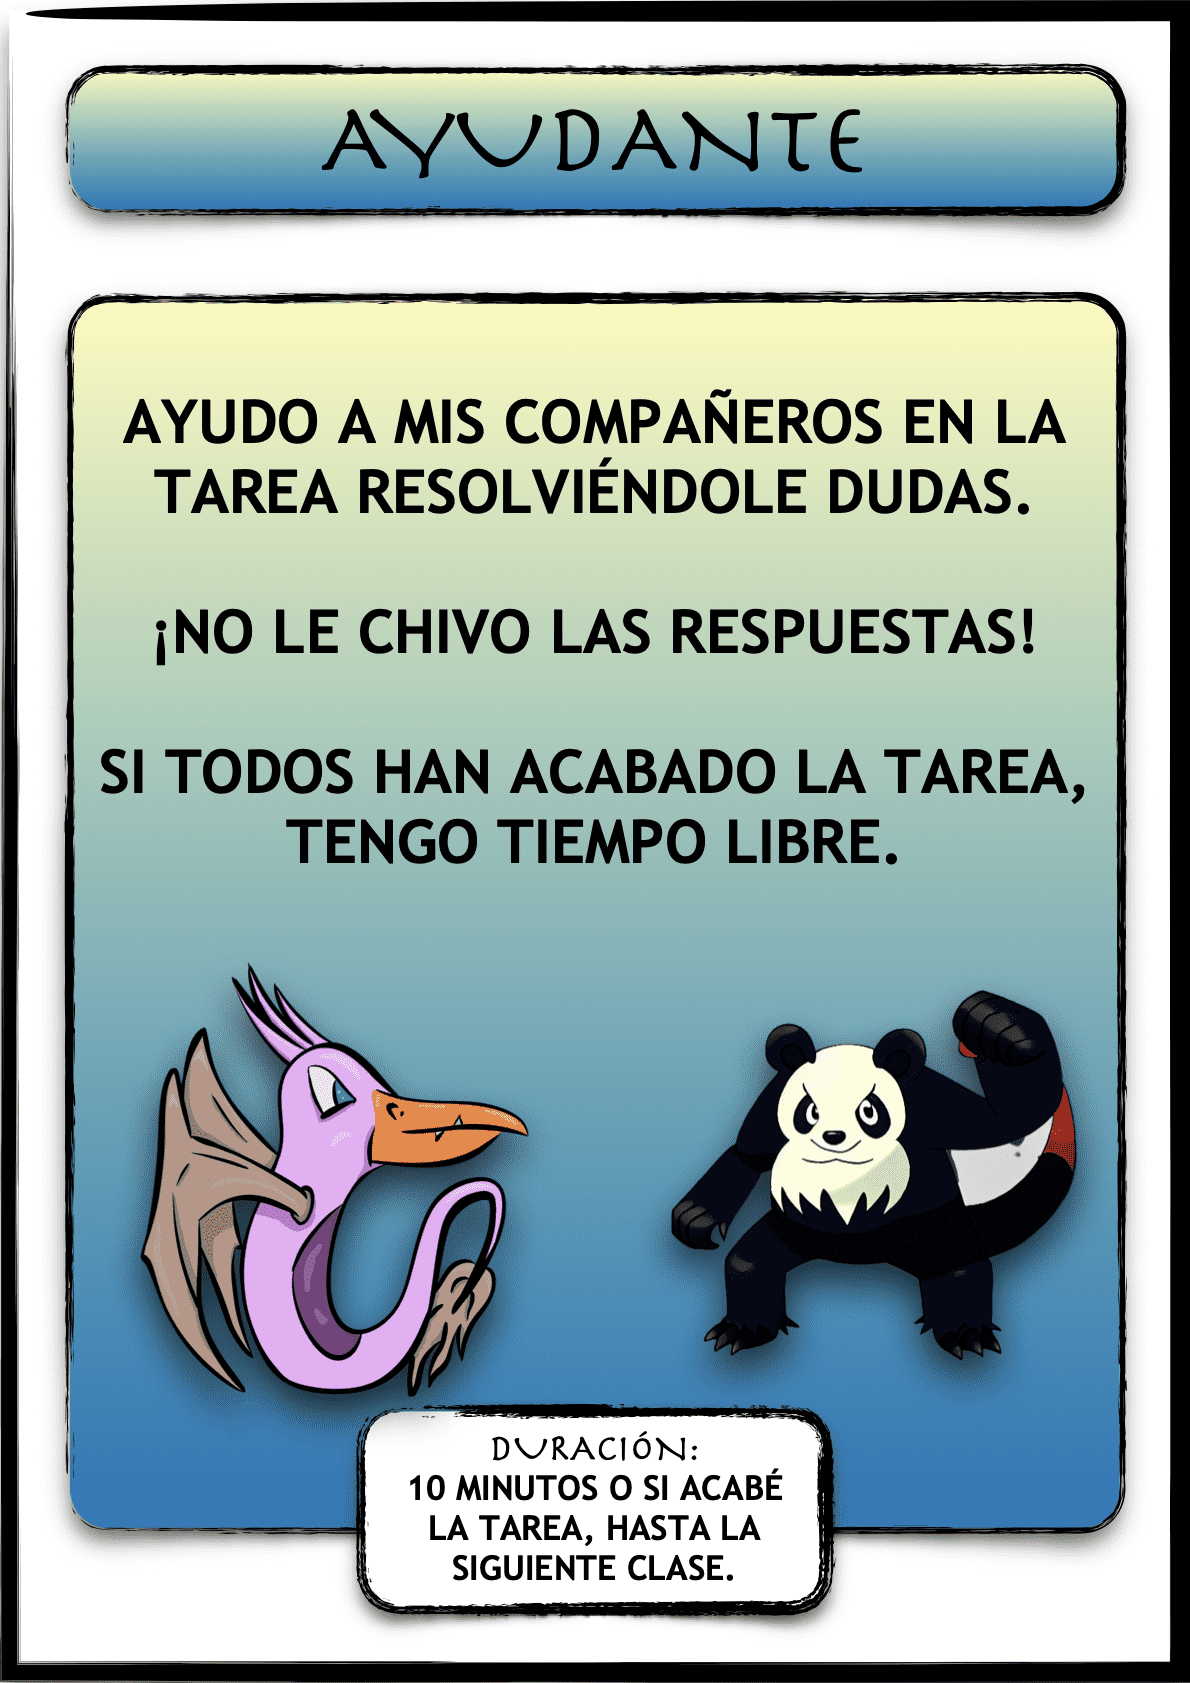 AYUDANTE
AYUDO A MIS COMPAÑEROS EN LA
TAREA RESOLVIÉNDOLE DUDAS.
¡NO LE CHIVO LAS RESPUESTAS!
SI TODOS HAN ACABADO LA TAREA,
TENGO TIEMPO LIBRE.
DURACIÓN:
10 MINUTOS O SI ACABÉ
LA TAREA, HASTA LA
SIGUIENTE CLASE.